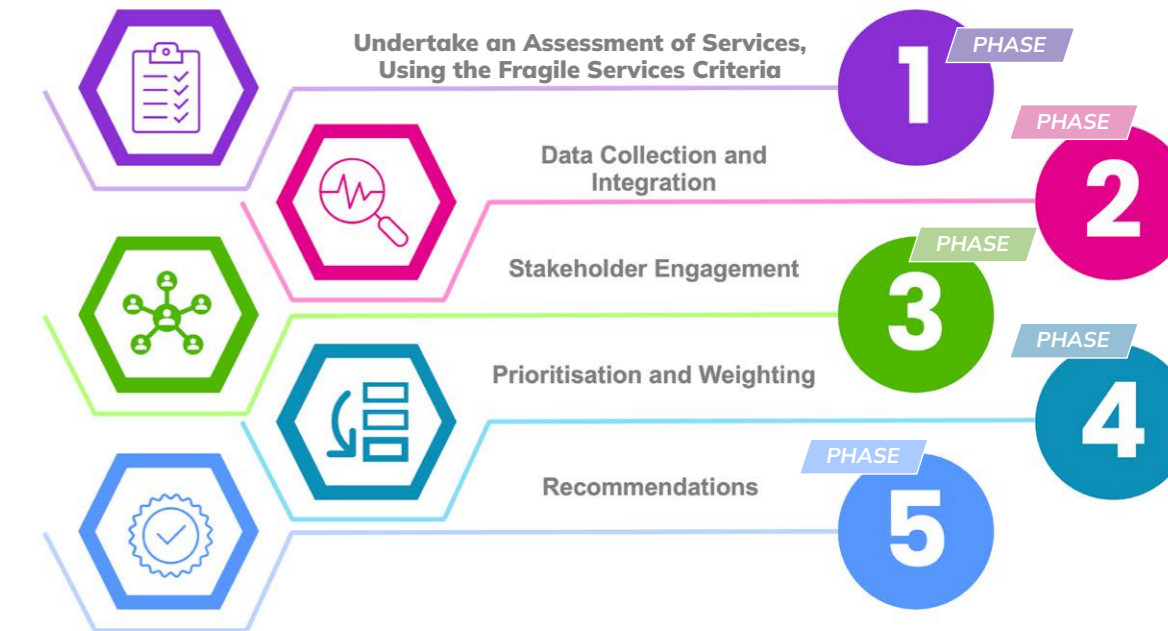 Undertake an Assessment of Services,
Using the Fragile Services Criteria
PHASE
1
Data Collection and
Integration
PHASE
2
Stakeholder Engagement
PHASE
3
Prioritisation and Weighting
PHASE
4
Recommendations
PHASE
5